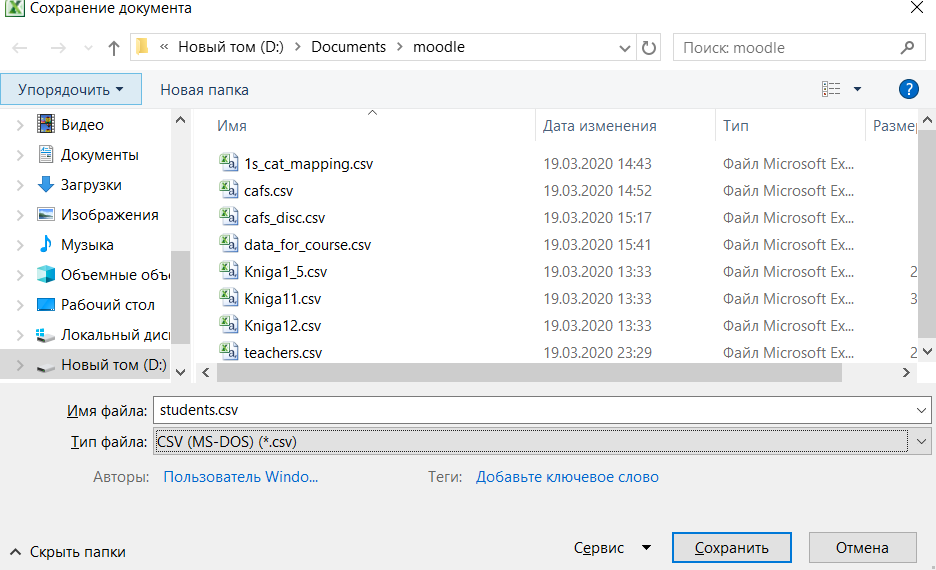 Сохранение документа
« Новый том (D:) > Documents > moodle
Поиск: moodle
Упорядочить Новая папка
?
Имя Дата изменения Тип Размер
Видео
Документы
Загрузки
Изображения
Музыка
Объемные объе
Рабочий стол
Локальный дис
Новый том (D:)
1s_cat_mapping.csv 19.03.2020 14:43 Файл Microsoft Ex...
cafs.csv 19.03.2020 14:52 Файл Microsoft Ex...
cafs_disc.csv 19.03.2020 15:17 Файл Microsoft Ex...
data_for_course.csv 19.03.2020 15:41 Файл Microsoft Ex...
Kniga1_5.csv 19.03.2020 13:33 Файл Microsoft Ex... 2
Kniga11.csv 19.03.2020 13:33 Файл Microsoft Ex... 3
Kniga12.csv 19.03.2020 13:33 Файл Microsoft Ex...
teachers.csv 19.03.2020 23:29 Файл Microsoft Ex... 2
Имя файла: students.csv
Тип файла: CSV (MS-DOS) (*.csv)
Авторы: Пользователь Windo... Теги: Добавьте ключевое слово
Скрыть папки Сервис Сохранить Отмена